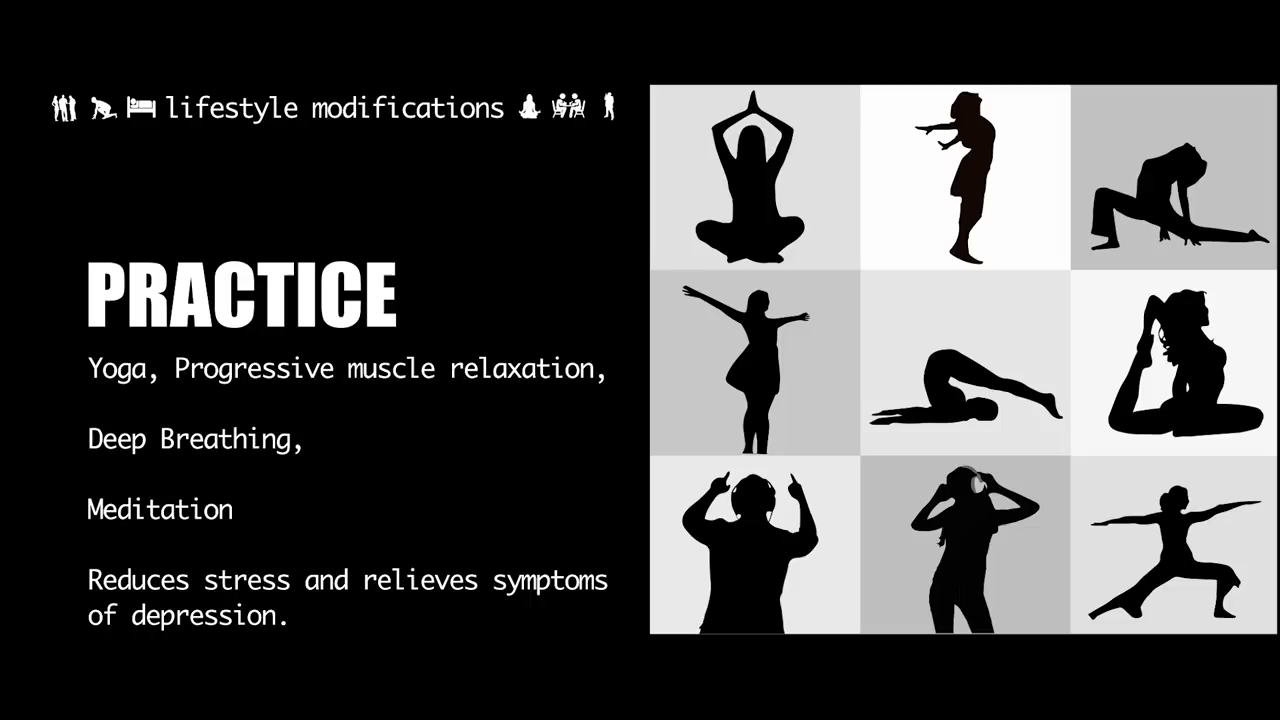 lifestyle modifications
PRACTICE
Yoga, Progressive muscle relaxation,
Deep Breathing,
Meditation
Reduces stress and relieves symptoms
of depression.